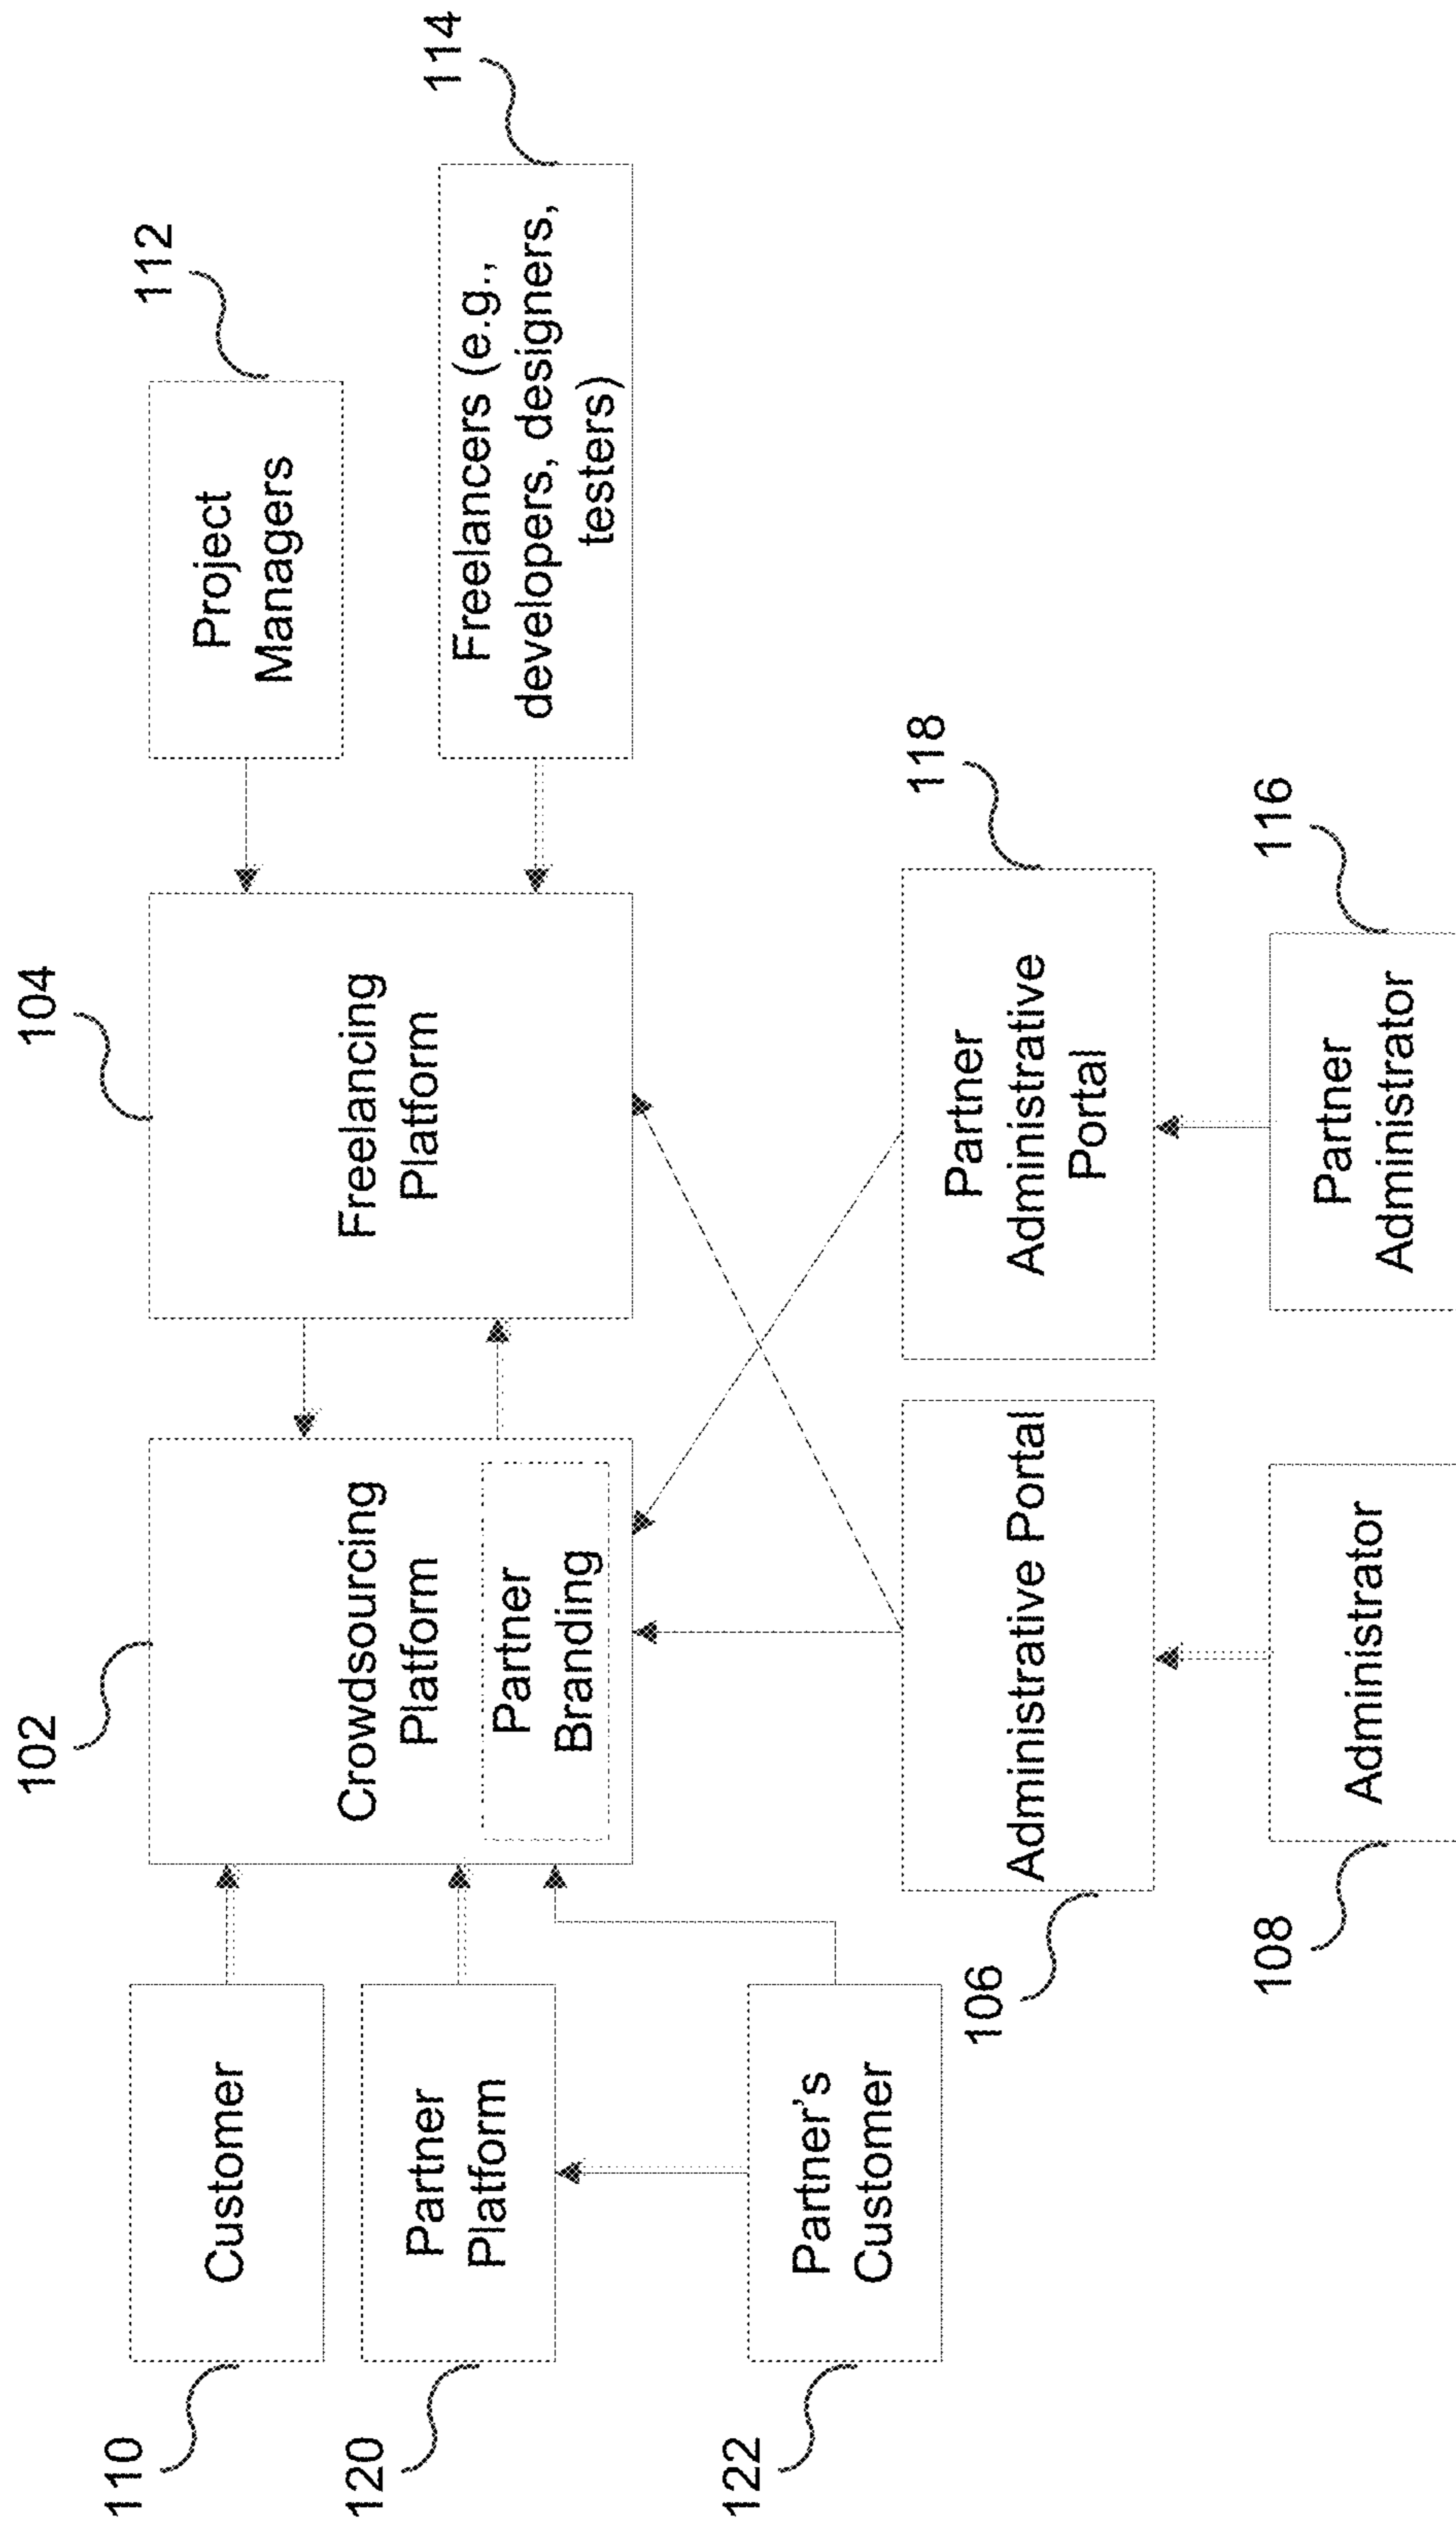 102
104
112
114
110
Customer
120
Partner
Platform
122
Partner's
Customer
Crowdsourcing
Platform
Partner
Branding
Freelancing
Platform
Project
Managers
Freelancers (e.g.,
developers, designers,
testers)
106
Administrative Portal
118
Partner
Administrative
Portal
108
Administrator
116
Partner
Administrator